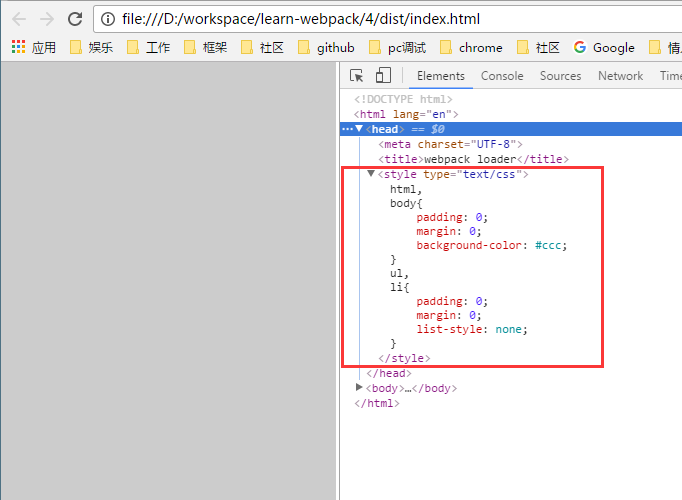 file:///D:/workspace/learn-webpack/4/dist/index.html
应用 娱乐 工作 框架 社区 github pc调试 chrome 社区 Google 情
Elements Console Sources Network Time
<!DOCTYPE html>
<html lang="en">
<head> == $0
<meta charset="UTF-8">
<title>webpack loader</title>
<style type="text/css">
html,
body{
padding: 0;
margin: 0;
background-color: #ccc;
}
ul,
li{
padding: 0;
margin: 0;
list-style: none;
}
</style>
</head>
<body>…</body>
</html>